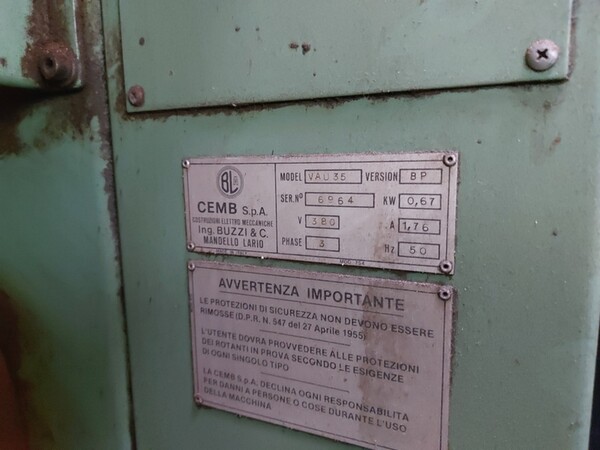 BL
CEMB S.p.A.
COSTRUZIONI ELETTRO MECCANICHE
Ing. BUZZI & C.
MANDELLO LARIO
MODEL VAU35 VERSION BP
SER.Nº 6964 KW 0,67
V 380 A 1,76
PHASE 3 Hz 50
AVVERTENZA IMPORTANTE
LE PROTEZIONI DI SICUREZZA NON DEVONO ESSERE
RIMOSSE (D.P.R. N. 547 del 27 Aprile 1955)
L'UTENTE DOVRA PROVVEDERE ALLE PROTEZIONI
DEI ROTANTI IN PROVA SECONDO LE ESIGENZE
DI OGNI SINGOLO TIPO
LA CEMB S.p.A. DECLINA OGNI RESPONSABILITA
PER DANNI A PERSONE O COSE DURANTE L'USO
DELLA MACCHINA